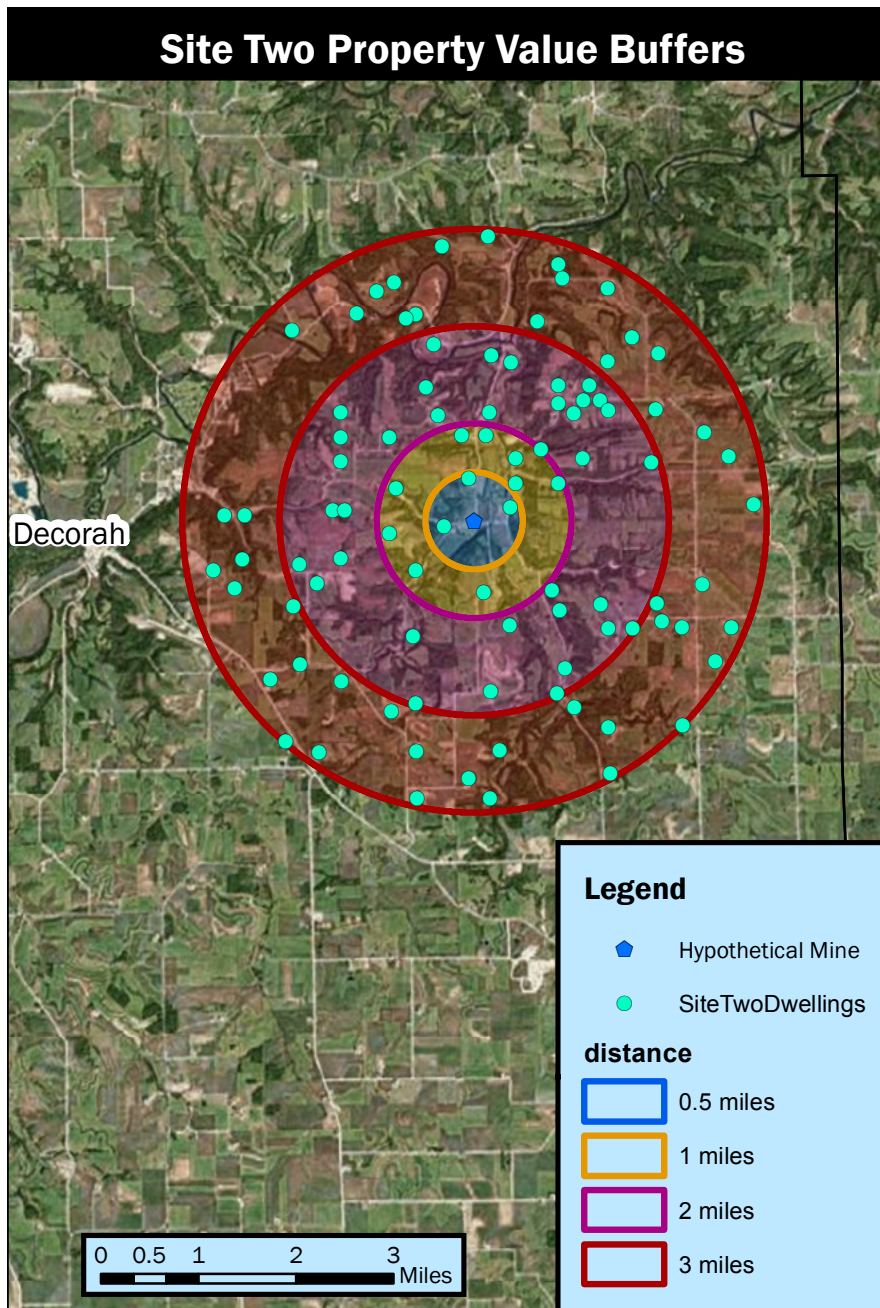 Site Two Property Value Buffers
Decorah
Legend
Hypothetical Mine
SiteTwoDwellings
distance
0.5 miles
1 miles
2 miles
3 miles
0 0.5 1 2 3
Miles